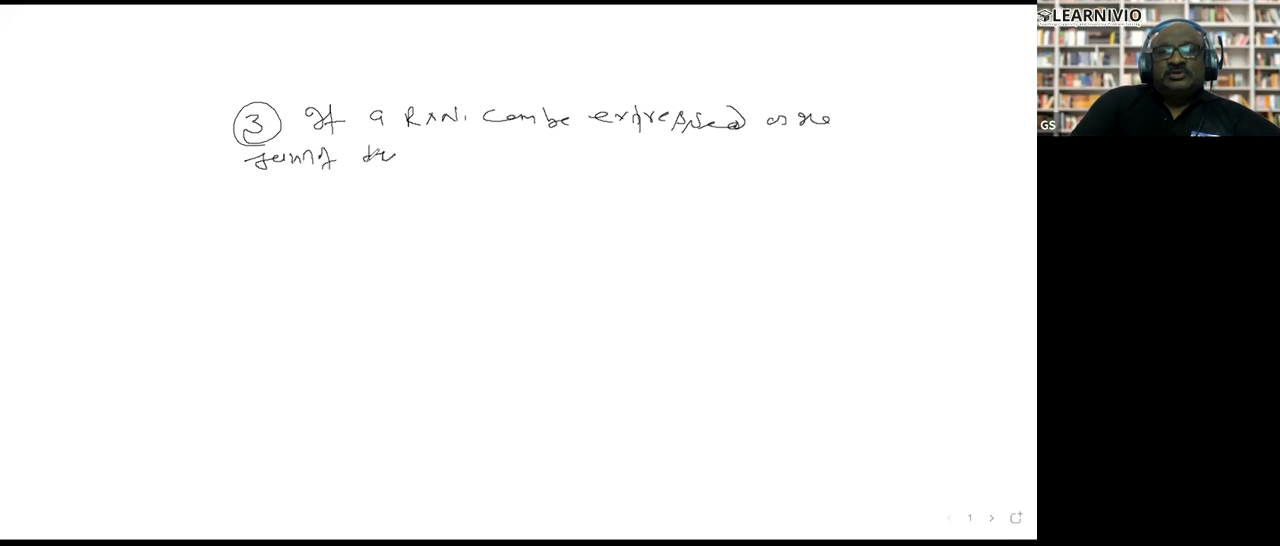 ③ If a RXN. can be expressed as the
sum of
LEARNIVIO
GS
1